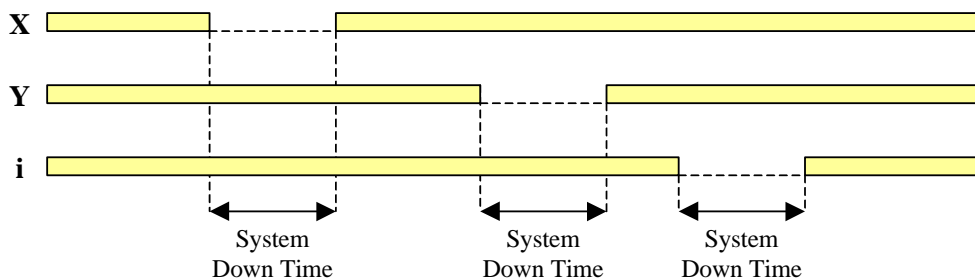 X
Y
i
System
Down Time
System
Down Time
System
Down Time